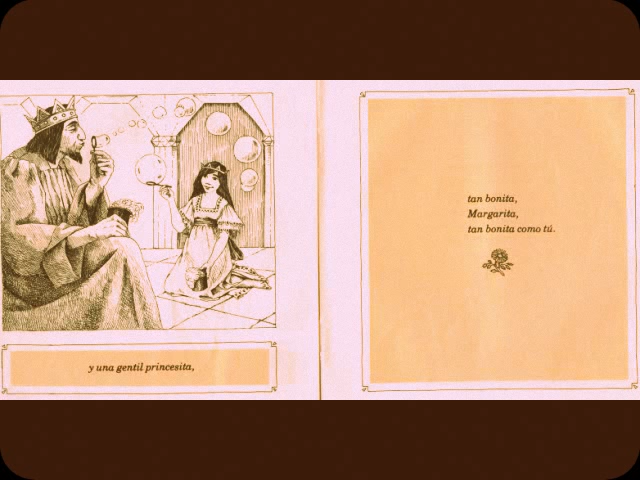 y una gentil princesita,
tan bonita,
Margarita,
tan bonita como tú.